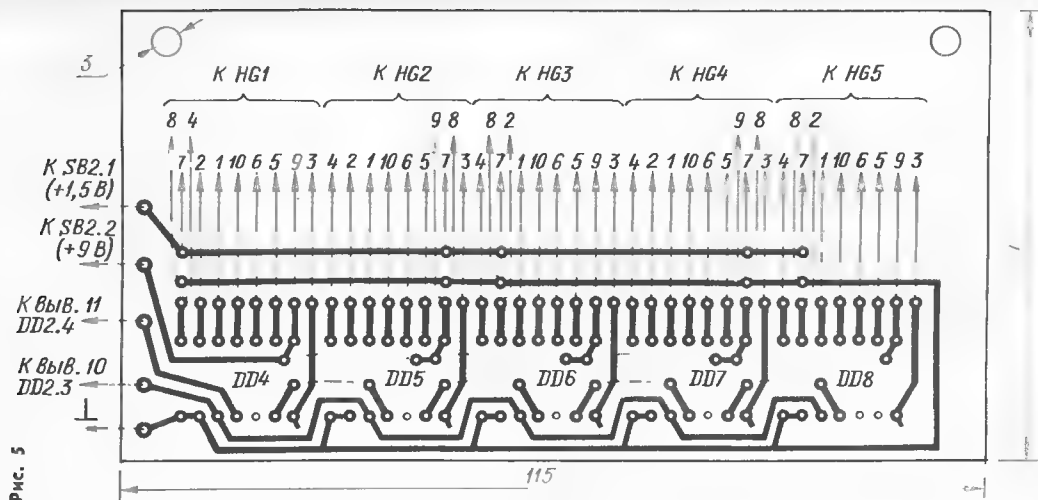 3
К HG1 К HG2 К HG3 К HG4 К HG5
8 4 9 8 8 2 9 8 8 2
7 2 1 10 6 5 9 3 4 2 1 10 6 5 7 3 4 7 1 10 6 5 9 3 4 2 1 10 6 5 7 3 4 7 1 10 6 5 9 3
К SB2.1
(+1,5 В)
К SB2.2
(+9 В)
К ВЫВ. 11
DD2.4
К ВЫВ. 10
DD2.3
DD4 DD5 DD6 DD7 DD8
115
Рис. 5